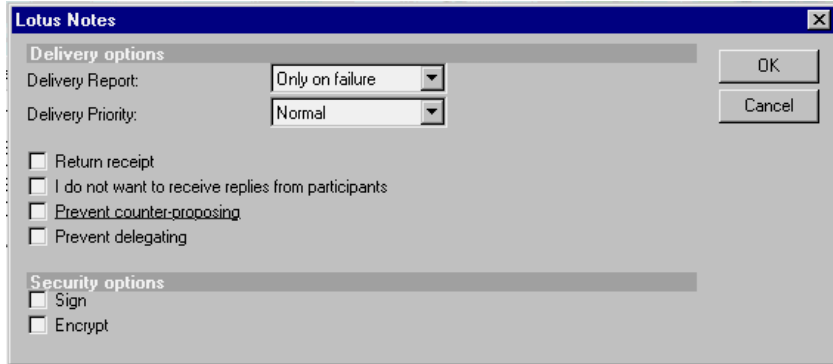 Lotus Notes
Delivery options
Delivery Report: Only on failure
OK
Delivery Priority: Normal
Cancel
Return receipt
I do not want to receive replies from participants
Prevent counter-proposing
Prevent delegating
Security options
Sign
Encrypt